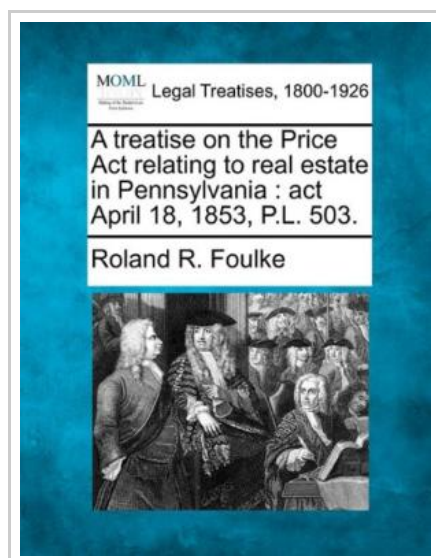 MOML
Legal Treatises, 1800-1926
A treatise on the Price
Act relating to real estate
in Pennsylvania : act
April 18, 1853, P.L. 503.
Roland R. Foulke